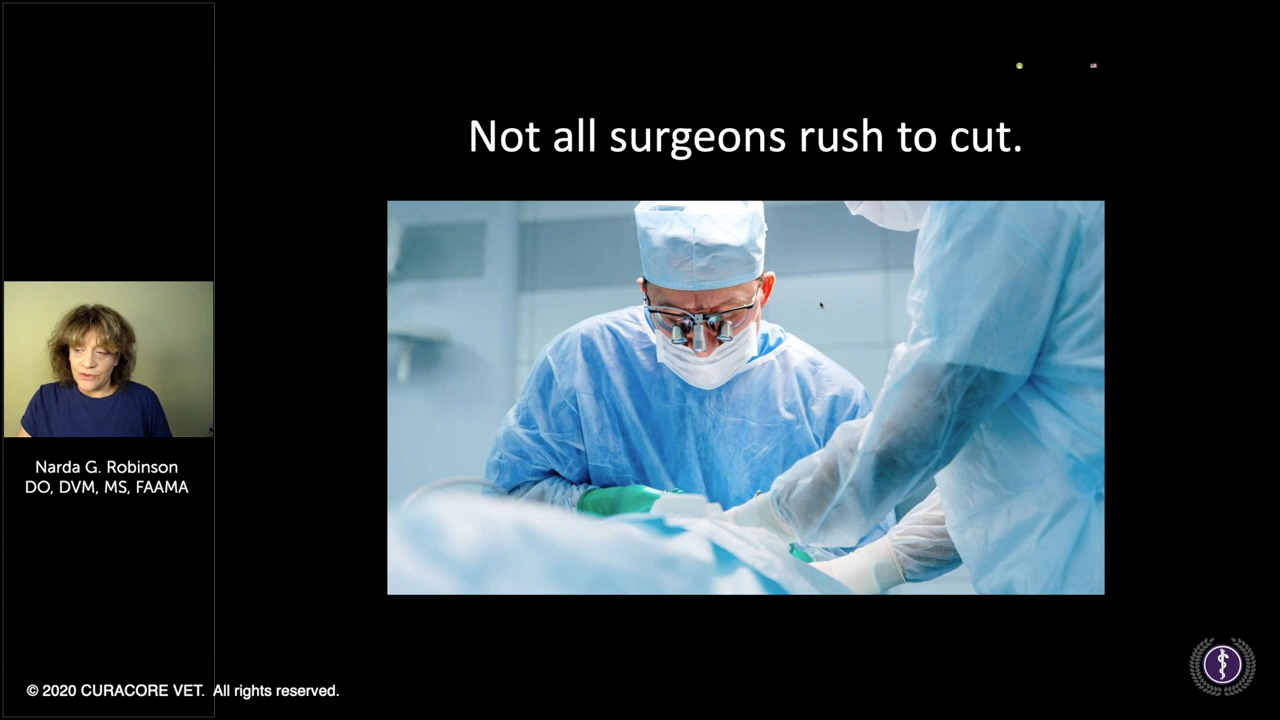 Not all surgeons rush to cut.
Narda G. Robinson
DO, DVM, MS, FAAMA
© 2020 CURACORE VET. All rights reserved.